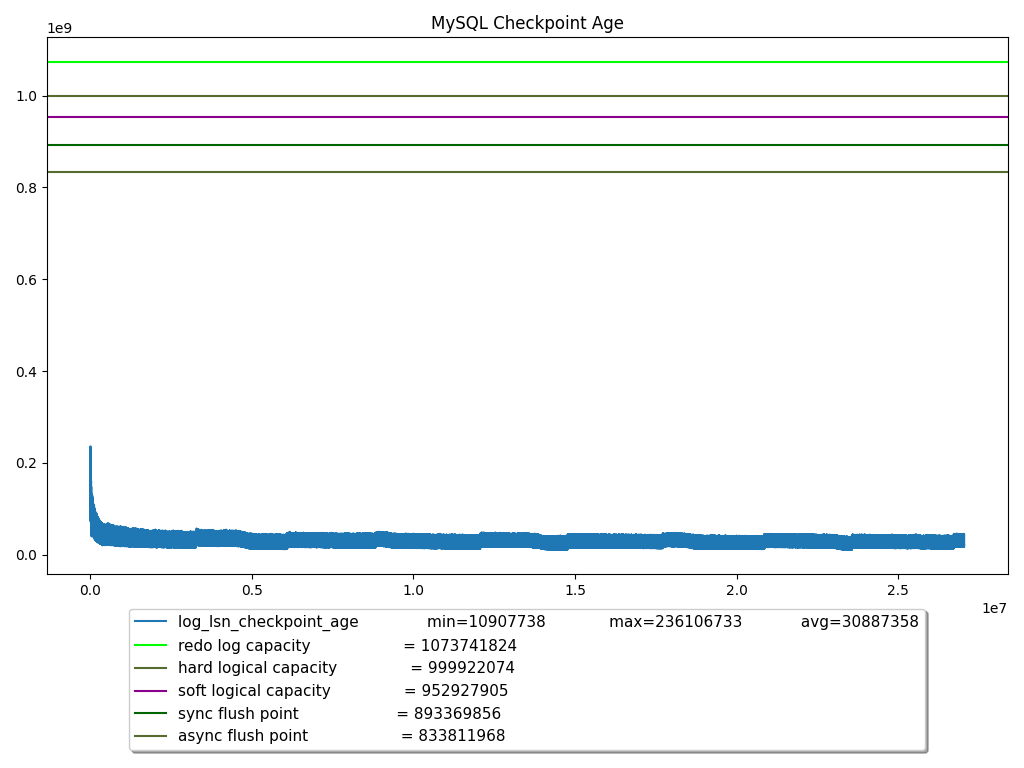 MySQL Checkpoint Age
1e9
1.0
0.8
0.6
0.4
0.2
0.0
0.0 0.5 1.0 1.5 2.0 2.5
1e7
log_lsn_checkpoint_age min=10907738 max=236106733 avg=30887358
redo log capacity = 1073741824
hard logical capacity = 999922074
soft logical capacity = 952927905
sync flush point = 893369856
async flush point = 833811968